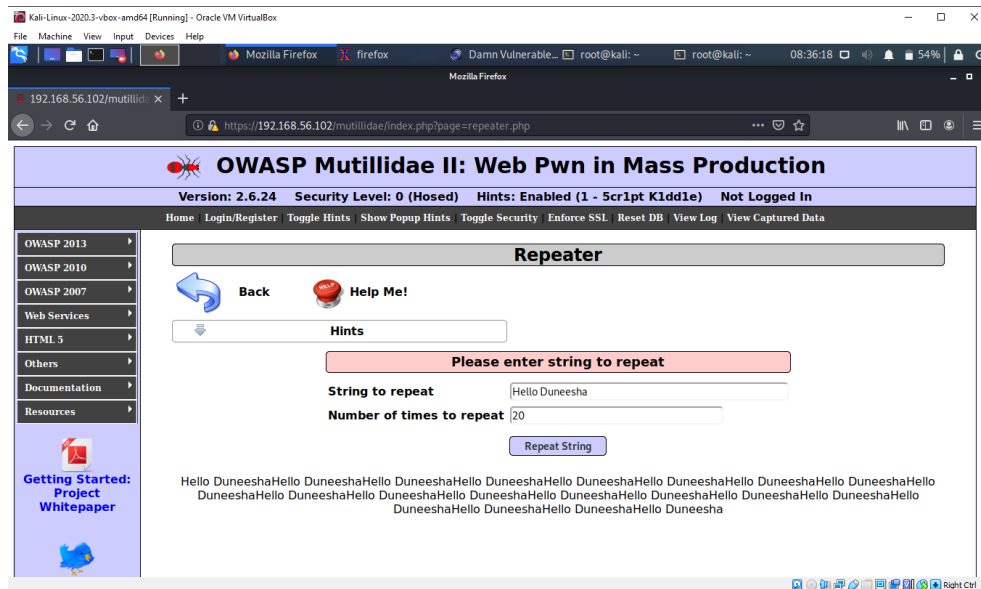 Kali-Linux-2020.3-vbox-amd64 [Running] - Oracle VM VirtualBox
File Machine View Input Devices Help
Mozilla Firefox firefox Damn Vulnerable... root@kali: ~ root@kali: ~ 08:36:18 54%
Mozilla Firefox
192.168.56.102/mutillida
https://192.168.56.102/mutillidae/index.php?page=repeater.php
OWASP Mutillidae II: Web Pwn in Mass Production
Version: 2.6.24 Security Level: 0 (Hosed) Hints: Enabled (1 - 5cr1pt K1dd1e) Not Logged In
Home | Login/Register | Toggle Hints | Show Popup Hints | Toggle Security | Enforce SSL | Reset DB | View Log | View Captured Data
OWASP 2013
OWASP 2010
OWASP 2007
Web Services
HTML 5
Others
Documentation
Resources
Getting Started:
Project
Whitepaper
Repeater
Back HELP Help Me!
Hints
Please enter string to repeat
String to repeat Hello Duneesha
Number of times to repeat 20
Repeat String
Hello DuneeshaHello DuneeshaHello DuneeshaHello DuneeshaHello DuneeshaHello DuneeshaHello DuneeshaHello DuneeshaHello
DuneeshaHello DuneeshaHello DuneeshaHello DuneeshaHello DuneeshaHello DuneeshaHello DuneeshaHello DuneeshaHello
DuneeshaHello DuneeshaHello DuneeshaHello Duneesha
Right Ctrl